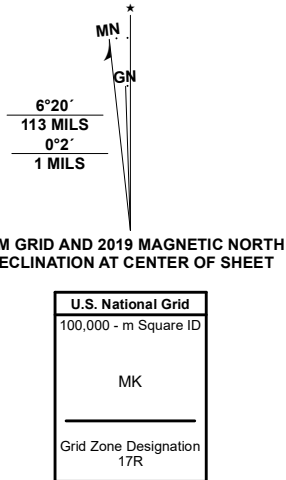 ★
MN
GN
6°20´
113 MILS
0°2´
1 MILS
M GRID AND 2019 MAGNETIC NORTH
ECLINATION AT CENTER OF SHEET
U.S. National Grid
100,000 - m Square ID
MK
Grid Zone Designation
17R